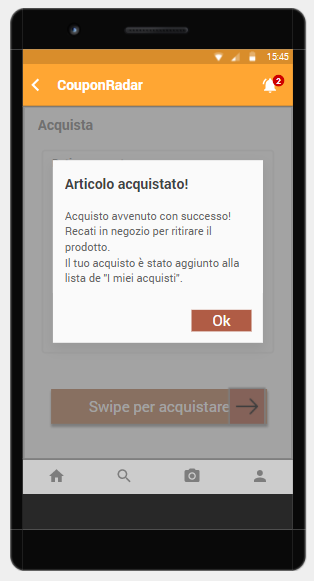 15:45
CouponRadar
2
Acquista
Articolo acquistato!
Acquisto avvenuto con successo!
Recati in negozio per ritirare il
prodotto.
Il tuo acquisto è stato aggiunto alla
lista de "I miei acquisti".
Ok
Swipe per acquistare